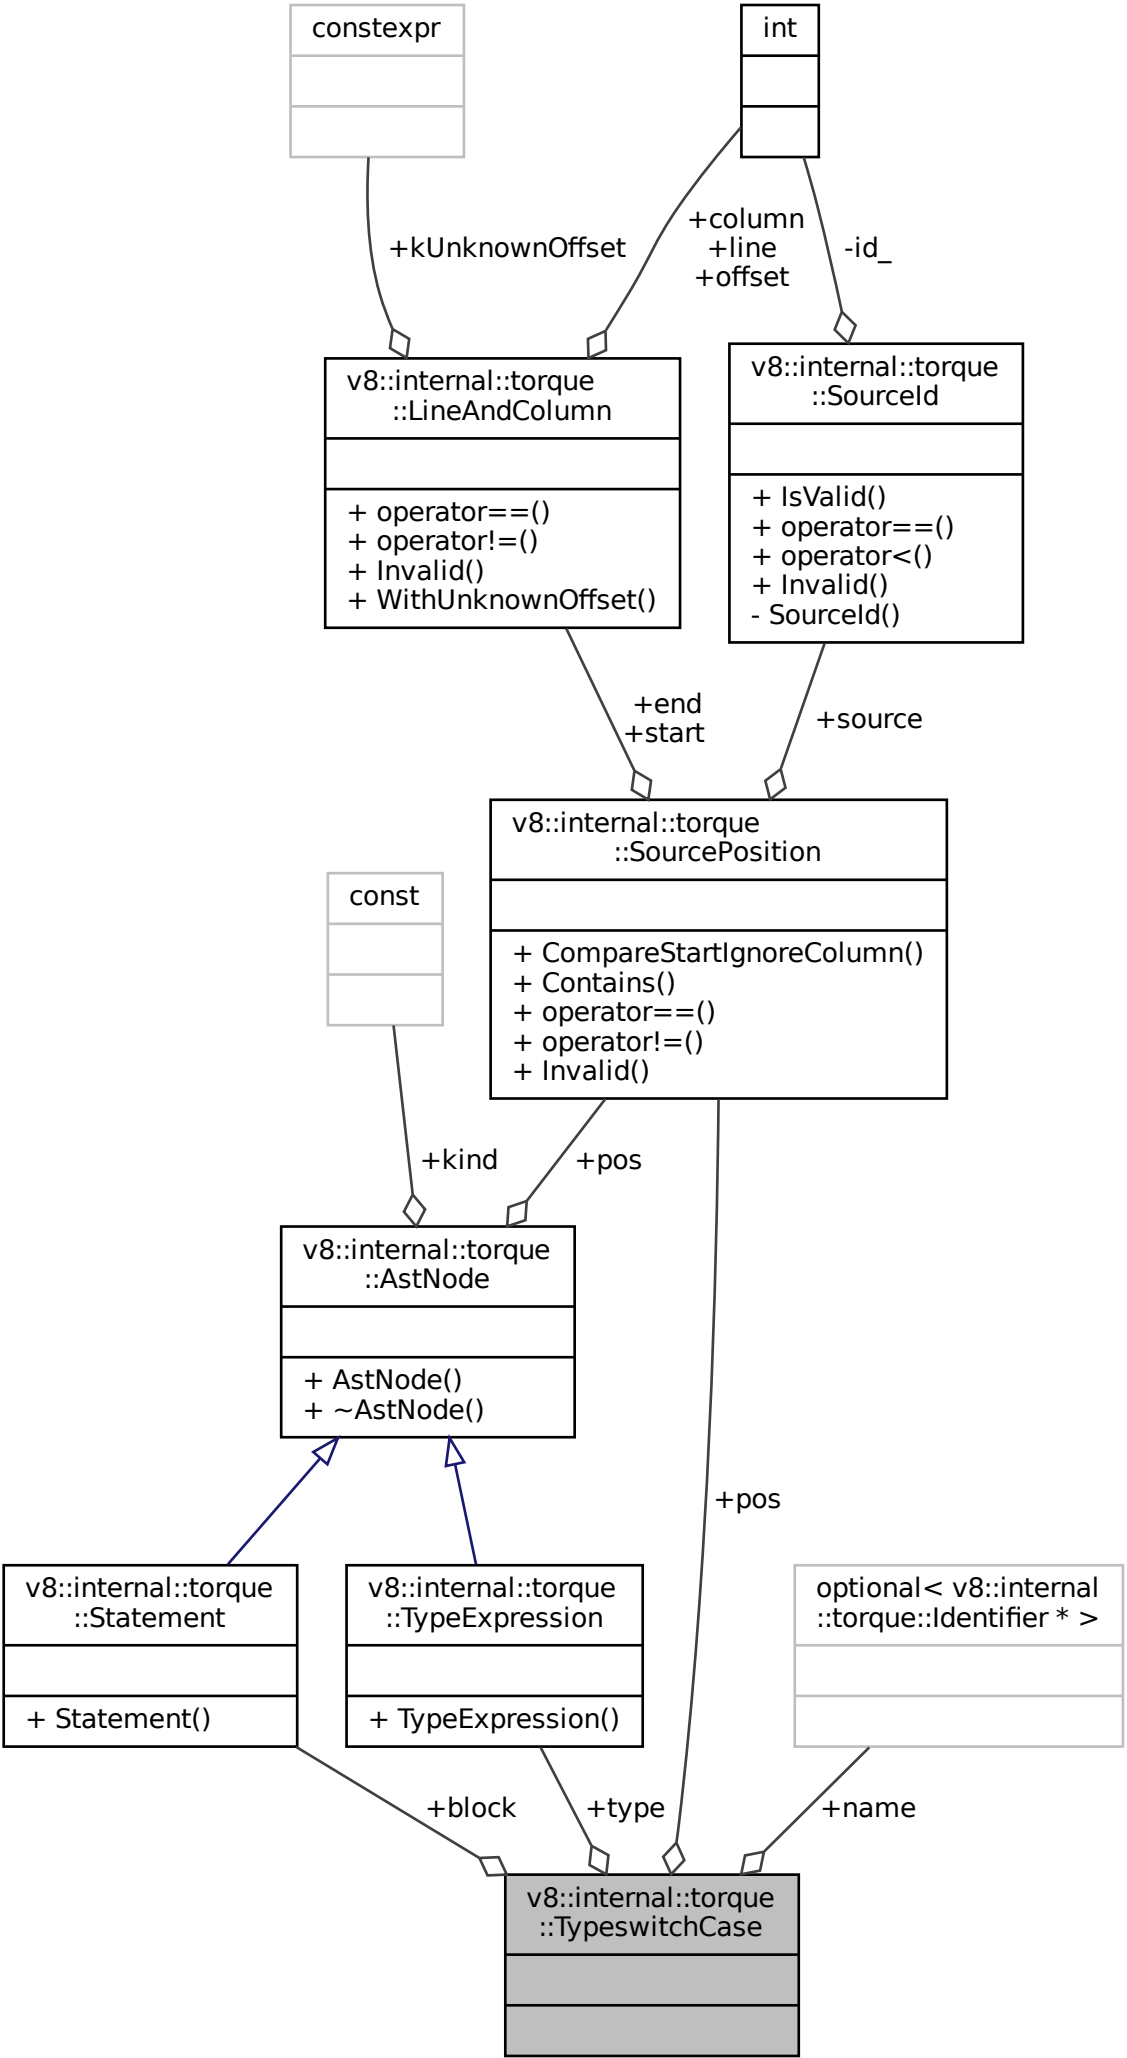 constexpr
int
+kUnknownOffset
+column
+line
+offset
-id_
v8::internal::torque
::LineAndColumn
+ operator==()
+ operator!=()
+ Invalid()
+ WithUnknownOffset()
v8::internal::torque
::SourceId
+ IsValid()
+ operator==()
+ operator<()
+ Invalid()
- SourceId()
+end
+start
+source
v8::internal::torque
::SourcePosition
+ CompareStartIgnoreColumn()
+ Contains()
+ operator==()
+ operator!=()
+ Invalid()
const
+kind
+pos
v8::internal::torque
::AstNode
+ AstNode()
+ ~AstNode()
+pos
v8::internal::torque
::Statement
+ Statement()
v8::internal::torque
::TypeExpression
+ TypeExpression()
optional< v8::internal
::torque::Identifier * >
+block
+type
+name
v8::internal::torque
::TypeswitchCase